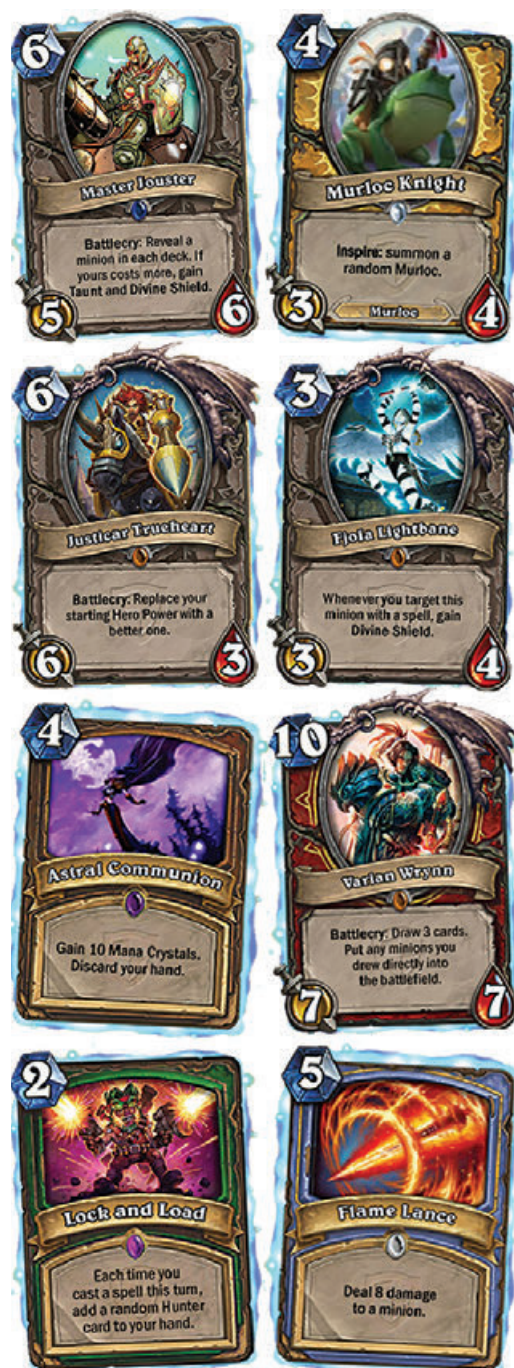 6
Master Jouster
Battlecry: Reveal a
minion in each deck. If
yours costs more, gain
Taunt and Divine Shield.
5
6
4
Murloc Knight
Inspire: summon a
random Murloc.
3
Murloc
4
6
Justicar Trueheart
Battlecry: Replace your
starting Hero Power with a
better one.
6
3
3
Fjola Lightbane
Whenever you target this
minion with a spell, gain
Divine Shield.
3
4
4
Astral Communion
Gain 10 Mana Crystals.
Discard your hand.
10
Varian Wrynn
Battlecry: Draw 3 cards.
Put any minions you
drew directly into
the battlefield.
7
7
2
Lock and Load
Each time you
cast a spell this turn,
add a random Hunter
card to your hand.
5
Flame Lance
Deal 8 damage
to a minion.